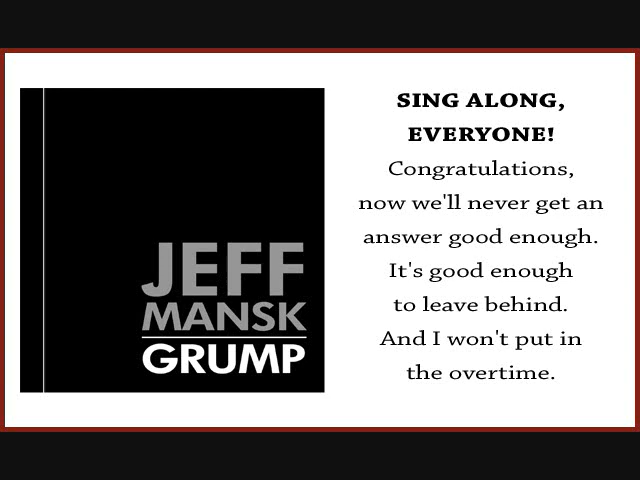 JEFF
MANSK
GRUMP
SING ALONG,
EVERYONE!
Congratulations,
now we'll never get an
answer good enough.
It's good enough
to leave behind.
And I won't put in
the overtime.